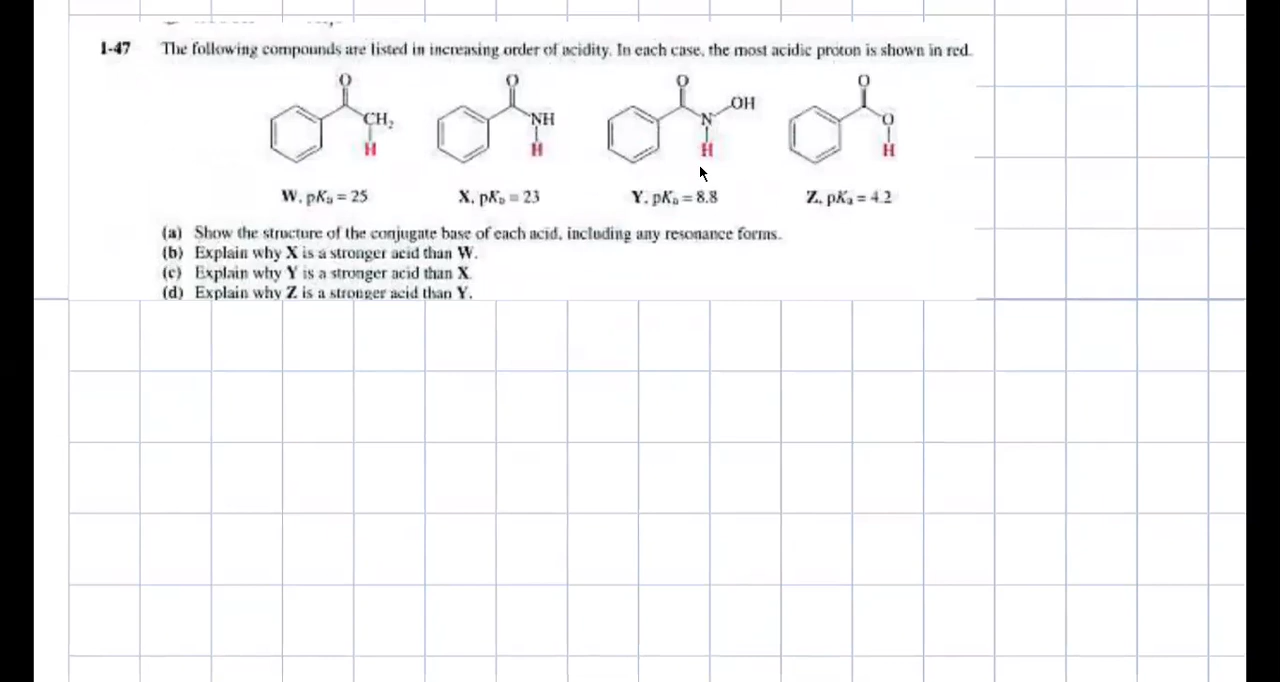 1-47 The following compounds are listed in increasing order of acidity. In each case, the most acidic proton is shown in red.
O O O O
CH₂ NH N OH O
H H H H
W, pKₐ = 25 X, pKₐ = 23 Y, pKₐ = 8.8 Z, pKₐ = 4.2
(a) Show the structure of the conjugate base of each acid, including any resonance forms.
(b) Explain why X is a stronger acid than W.
(c) Explain why Y is a stronger acid than X.
(d) Explain why Z is a stronger acid than Y.